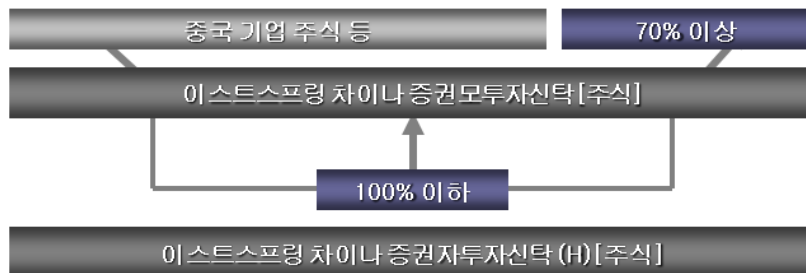 중국 기업 주식 등 70% 이상
이스트스프링 차이나 증권모투자신탁[주식]
100% 이하
이스트스프링 차이나 증권자투자신탁(H)[주식]